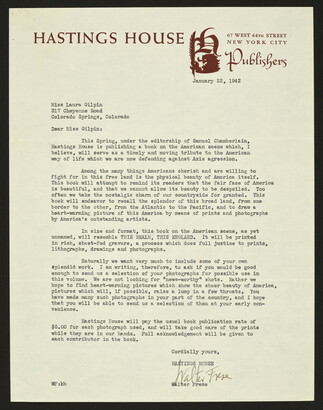 HASTINGS HOUSE
67 WEST 44TH STREET
NEW YORK CITY
Publishers
January 22, 1942
Miss Laura Gilpin
317 Cheyenne Road
Colorado Springs, Colorado
Dear Miss Gilpin:
This Spring, under the editorship of Samuel Chamberlain,
Hastings House is publishing a book on the American scene which, I
believe, will serve as a timely and moving tribute to the American
way of life which we are now defending against Axis agression.
Among the many things Americans cherish and are willing to
fight for in this free land is the physical beauty of America itself.
This book will attempt to remind its readers that the fair face of America
is beautiful, and that we cannot allow its beauty to be despoiled. Too
often we take the nostalgic charm of our countryside for granted. This
book will endeavor to recall the splendor of this broad land, from one
border to the other, from the Atlantic to the Pacific, and to draw a
heart-warming picture of this America by means of prints and photographs
by America's outstanding artists.
In size and format, this book on the American scene, as yet
unnamed, will resemble THIS REALM, THIS ENGLAND. It will be printed
in rich, sheet-fed gravure, a process which does full justice to prints,
lithographs, drawings and photographs.
Naturally we want very much to include some of your own
splendid work. I am writing, therefore, to ask if you would be good
enough to send us a selection of your photographs for possible use in
this volume. We are not looking for "news-worthy" shots. Rather we
hope to find heart-warming pictures which show the sheer beauty of America,
pictures which will, if possible, raise a lump in a few throats. You
have made many such photographs in your part of the country, and I hope
that you will be able to send us a selection of them at your early con-
venience.
Hastings House will pay the usual book publication rate of
$5.00 for each photograph used, and will take good care of the prints
while they are in our hands. Full acknowledgement will be given to
each contributor in the book.
Cordially yours,
HASTINGS HOUSE
Walter Frese
Walter Frese
WF:kh